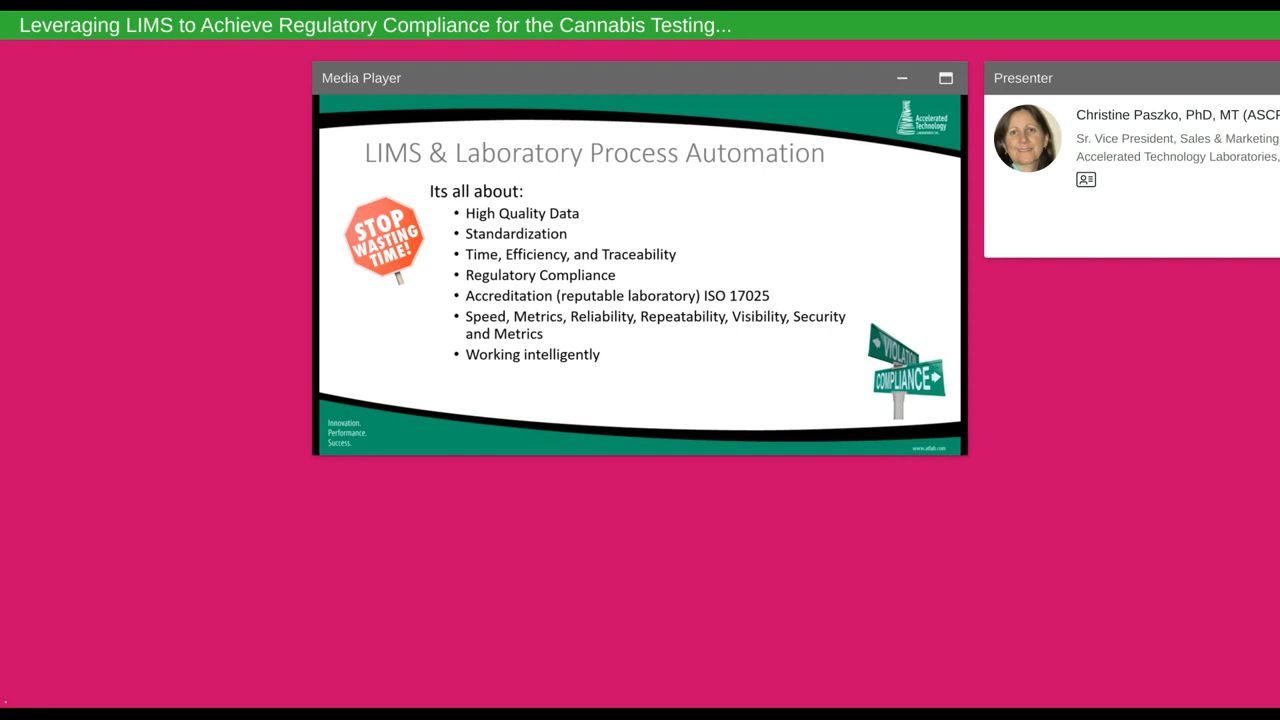 Leveraging LIMS to Achieve Regulatory Compliance for the Cannabis Testing...
Media Player
Presenter
Accelerated
Technology
LIMS & Laboratory Process Automation
Its all about:
• High Quality Data
• Standardization
• Time, Efficiency, and Traceability
• Regulatory Compliance
• Accreditation (reputable laboratory) ISO 17025
• Speed, Metrics, Reliability, Repeatability, Visibility, Security
and Metrics
• Working intelligently
STOP
WASTING
TIME!
VIOLATION
COMPLIANCE
Innovation.
Performance.
Success.
www.atlab.com
Christine Paszko, PhD, MT (ASCP
Sr. Vice President, Sales & Marketing
Accelerated Technology Laboratories,